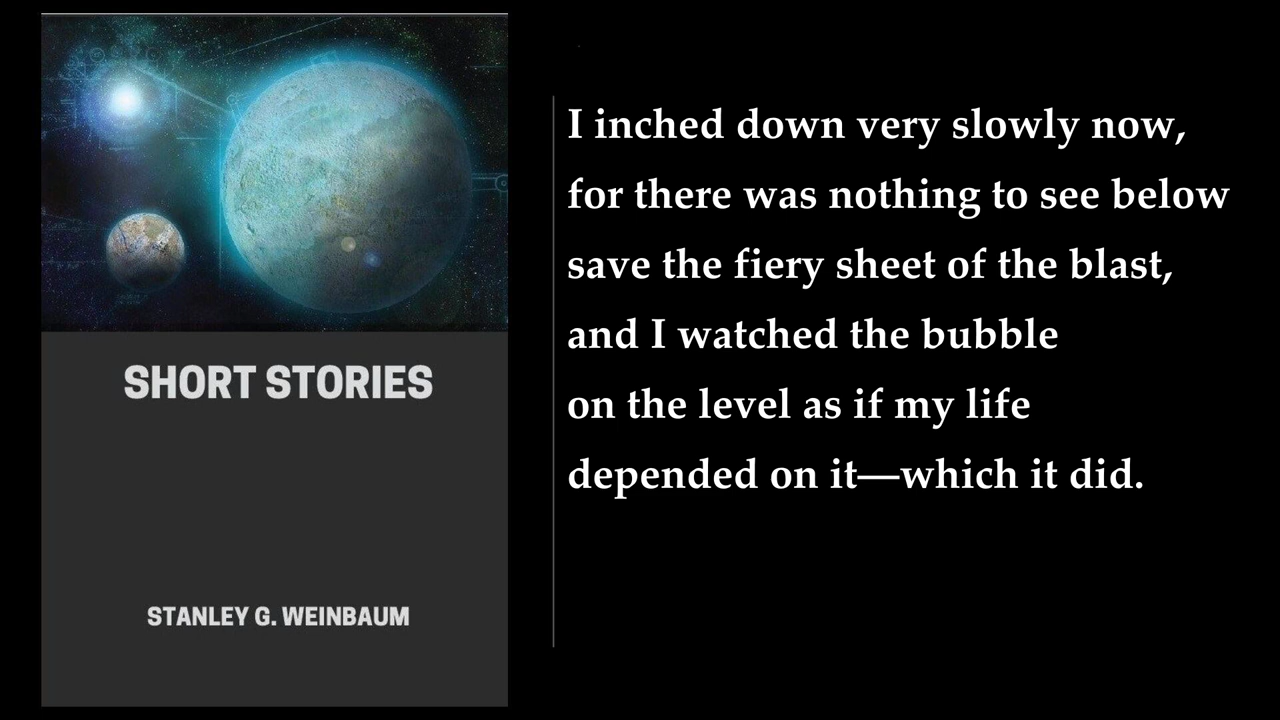 SHORT STORIES
STANLEY G. WEINBAUM
I inched down very slowly now,
for there was nothing to see below
save the fiery sheet of the blast,
and I watched the bubble
on the level as if my life
depended on it—which it did.